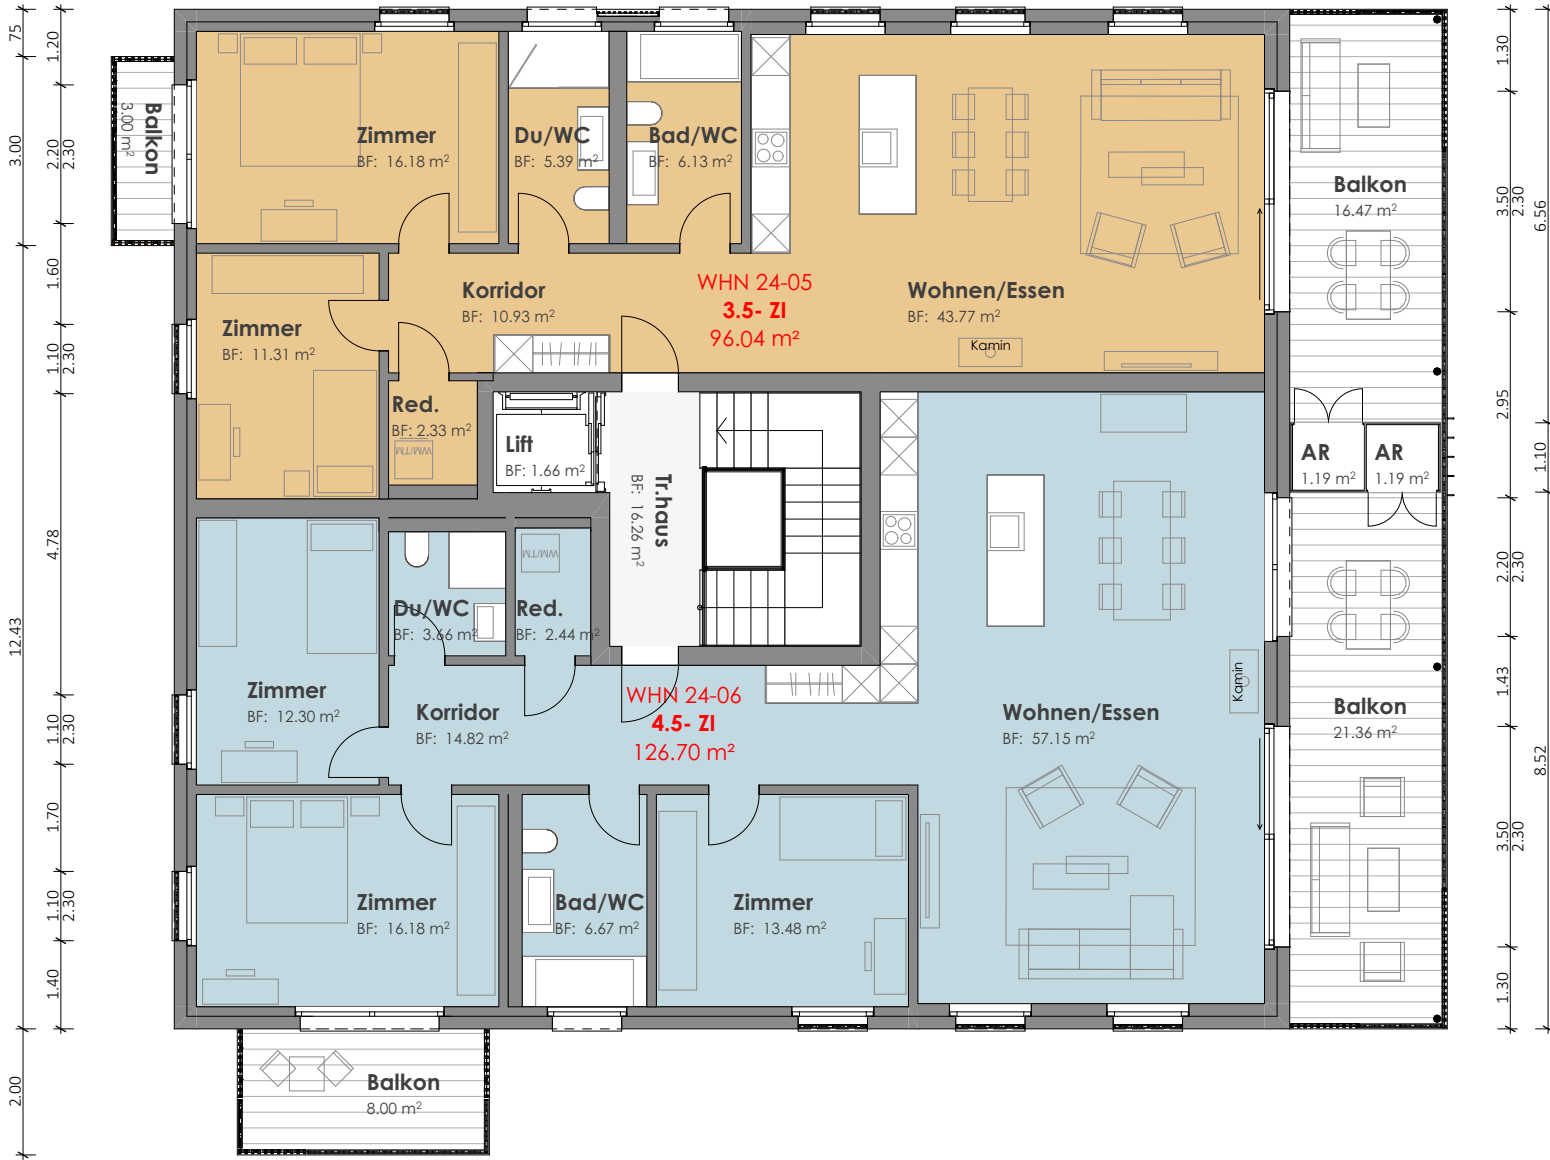 75
1.20
3.00
2.20
2.30
1.60
1.10
2.30
4.78
12.43
1.10
2.30
1.70
1.10
2.30
1.40
2.00
Balkon
3.00 m²
Zimmer
BF: 16.18 m²
Du/WC
BF: 5.39 m²
Bad/WC
BF: 6.13 m²
Zimmer
BF: 11.31 m²
Korridor
BF: 10.93 m²
WHN 24-05
3.5- ZI
96.04 m²
Wohnen/Essen
BF: 43.77 m²
Kamin
Red.
BF: 2.33 m²
WM/TM
Lift
BF: 1.66 m²
Tr.haus
BF: 16.26 m²
Balkon
16.47 m²
AR
1.19 m²
AR
1.19 m²
Du/WC
BF: 3.66 m²
Red.
BF: 2.44 m²
WM/TM
Zimmer
BF: 12.30 m²
Korridor
BF: 14.82 m²
WHN 24-06
4.5- ZI
126.70 m²
Wohnen/Essen
BF: 57.15 m²
Kamin
Balkon
21.36 m²
Zimmer
BF: 16.18 m²
Bad/WC
BF: 6.67 m²
Zimmer
BF: 13.48 m²
Balkon
8.00 m²
1.30
3.50
2.30
6.56
2.95
1.10
2.20
2.30
1.43
8.52
3.50
2.30
1.30